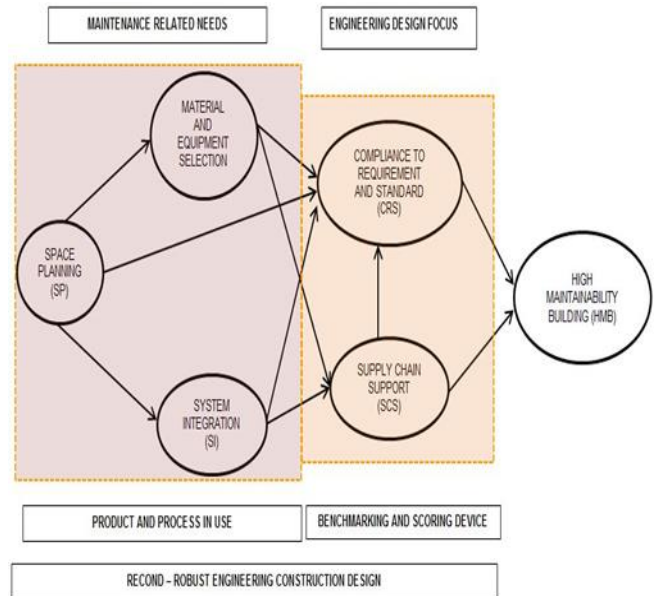 MAINTENANCE RELATED NEEDS
ENGINEERING DESIGN FOCUS
MATERIAL
AND
EQUIPMENT
SELECTION
COMPLIANCE TO
REQUIREMENT
AND STANDARD
(CRS)
SPACE
PLANNING
(SP)
HIGH
MAINTAINABILITY
BUILDING (HMB)
SYSTEM
INTEGRATION
(SI)
SUPPLY CHAIN
SUPPORT
(SCS)
PRODUCT AND PROCESS IN USE
BENCHMARKING AND SCORING DEVICE
RECOND – ROBUST ENGINEERING CONSTRUCTION DESIGN